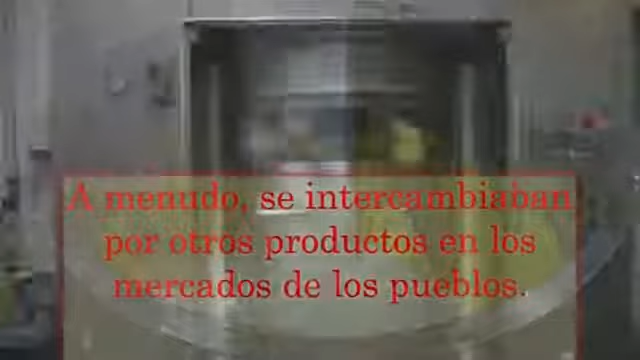 A menudo, se intercambiaban
por otros productos en los
mercados de los pueblos.